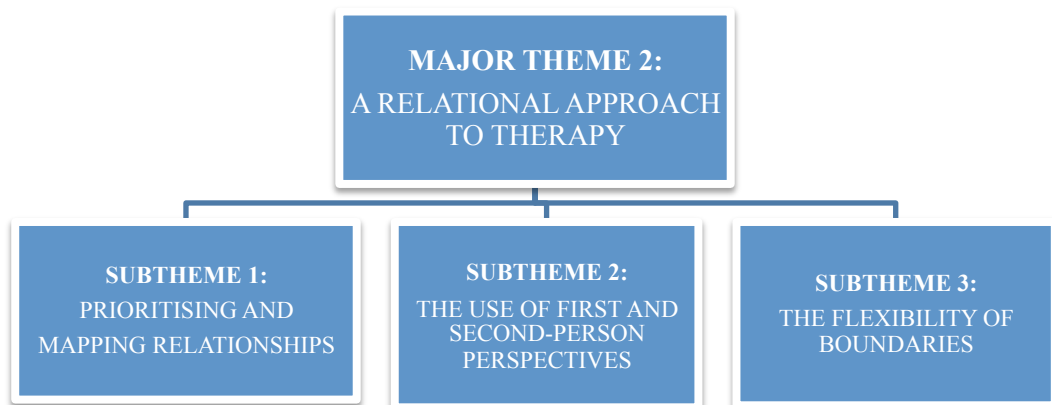 MAJOR THEME 2:
A RELATIONAL APPROACH
TO THERAPY
SUBTHEME 1:
PRIORITISING AND
MAPPING RELATIONSHIPS
SUBTHEME 2:
THE USE OF FIRST AND
SECOND-PERSON
PERSPECTIVES
SUBTHEME 3:
THE FLEXIBILITY OF
BOUNDARIES